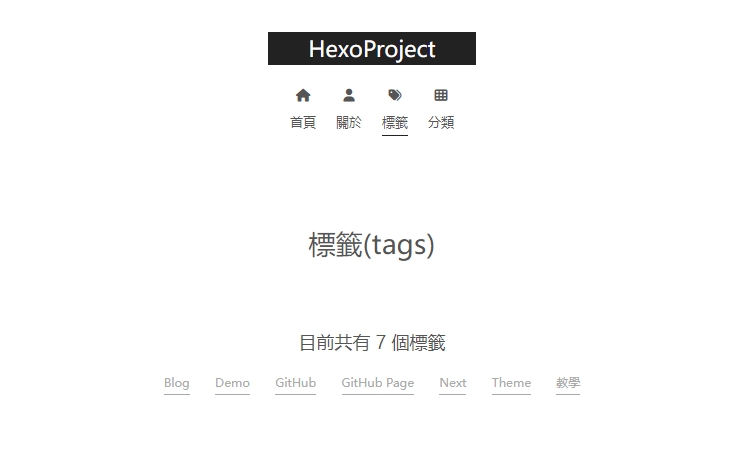 HexoProject
首頁 關於 標籤 分類
標籤(tags)
目前共有 7 個標籤
Blog Demo GitHub GitHub Page Next Theme 教學